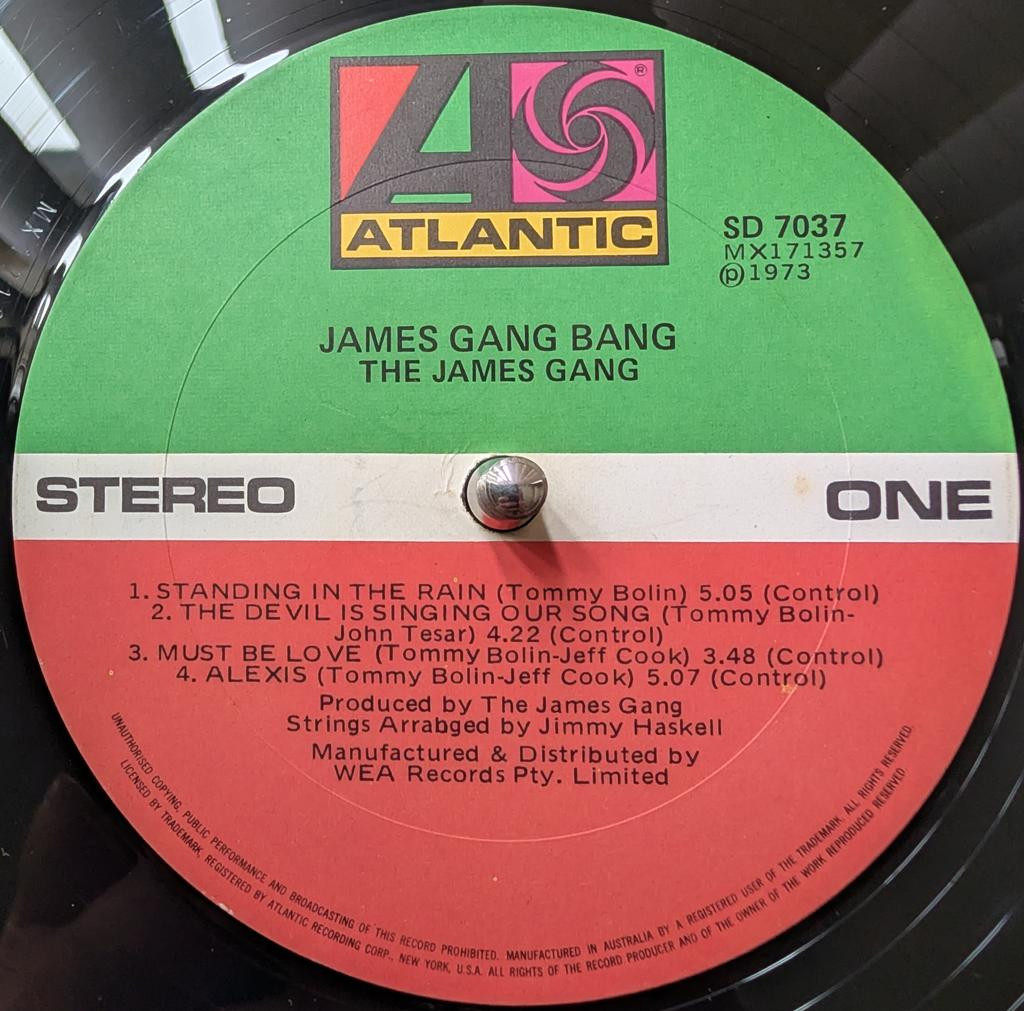 ®
ATLANTIC
SD 7037
MX171357
℗1973
JAMES GANG BANG
THE JAMES GANG
STEREO
ONE
1. STANDING IN THE RAIN (Tommy Bolin) 5.05 (Control)
2. THE DEVIL IS SINGING OUR SONG (Tommy Bolin-
John Tesar) 4.22 (Control)
3. MUST BE LOVE (Tommy Bolin-Jeff Cook) 3.48 (Control)
4. ALEXIS (Tommy Bolin-Jeff Cook) 5.07 (Control)
Produced by The James Gang
Strings Arrabged by Jimmy Haskell
Manufactured & Distributed by
WEA Records Pty. Limited
UNAUTHORISED COPYING, PUBLIC PERFORMANCE AND BROADCASTING OF THIS RECORD PROHIBITED. MANUFACTURED IN AUSTRALIA BY A REGISTERED USER OF THE TRADEMARK. ALL RIGHTS RESERVED.
LICENSED BY TRADEMARK, REGISTERED BY ATLANTIC RECORDING CORP., NEW YORK, U.S.A. ALL RIGHTS OF THE RECORD PRODUCER AND OF THE OWNER OF THE WORK REPRODUCED RESERVED.
MX